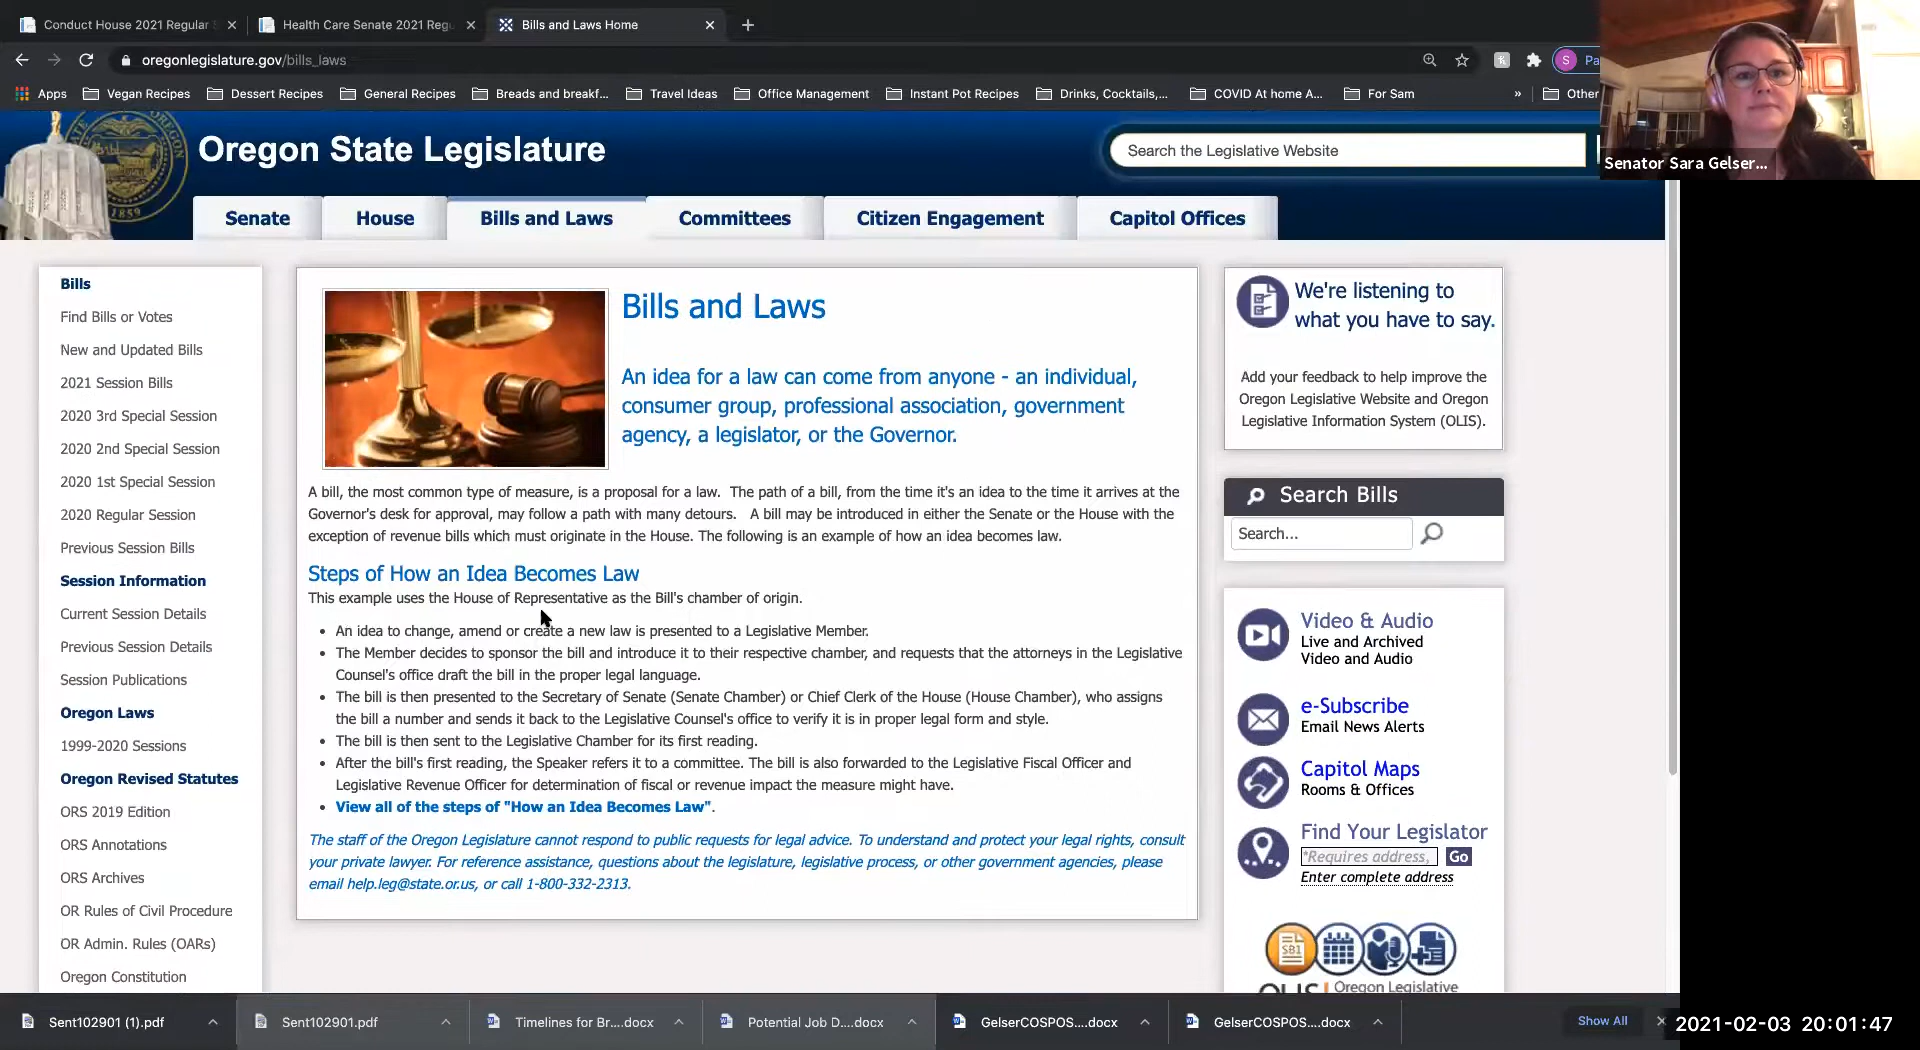 Conduct House 2021 Regular S
Health Care Senate 2021 Regu
Bills and Laws Home
oregonlegislature.gov/bills_laws
S
Pa
Apps
Vegan Recipes
Dessert Recipes
General Recipes
Breads and breakf...
Travel Ideas
Office Management
Instant Pot Recipes
Drinks, Cocktails,...
COVID At home A...
For Sam
»
Other
Senator Sara Gelser...
Oregon State Legislature
Search the Legislative Website
1859
Senate
House
Bills and Laws
Committees
Citizen Engagement
Capitol Offices
Bills
Find Bills or Votes
New and Updated Bills
2021 Session Bills
2020 3rd Special Session
2020 2nd Special Session
2020 1st Special Session
2020 Regular Session
Previous Session Bills
Session Information
Current Session Details
Previous Session Details
Session Publications
Oregon Laws
1999-2020 Sessions
Oregon Revised Statutes
ORS 2019 Edition
ORS Annotations
ORS Archives
OR Rules of Civil Procedure
OR Admin. Rules (OARs)
Oregon Constitution
Bills and Laws
An idea for a law can come from anyone - an individual,
consumer group, professional association, government
agency, a legislator, or the Governor.
A bill, the most common type of measure, is a proposal for a law. The path of a bill, from the time it's an idea to the time it arrives at the
Governor's desk for approval, may follow a path with many detours. A bill may be introduced in either the Senate or the House with the
exception of revenue bills which must originate in the House. The following is an example of how an idea becomes law.
Steps of How an Idea Becomes Law
This example uses the House of Representative as the Bill's chamber of origin.
• An idea to change, amend or create a new law is presented to a Legislative Member.
• The Member decides to sponsor the bill and introduce it to their respective chamber, and requests that the attorneys in the Legislative
Counsel's office draft the bill in the proper legal language.
• The bill is then presented to the Secretary of Senate (Senate Chamber) or Chief Clerk of the House (House Chamber), who assigns
the bill a number and sends it back to the Legislative Counsel's office to verify it is in proper legal form and style.
• The bill is then sent to the Legislative Chamber for its first reading.
• After the bill's first reading, the Speaker refers it to a committee. The bill is also forwarded to the Legislative Fiscal Officer and
Legislative Revenue Officer for determination of fiscal or revenue impact the measure might have.
• View all of the steps of "How an Idea Becomes Law".
The staff of the Oregon Legislature cannot respond to public requests for legal advice. To understand and protect your legal rights, consult
your private lawyer. For reference assistance, questions about the legislature, legislative process, or other government agencies, please
email help.leg@state.or.us, or call 1-800-332-2313.
We're listening to
what you have to say.
Add your feedback to help improve the
Oregon Legislative Website and Oregon
Legislative Information System (OLIS).
Search Bills
Search...
Video & Audio
Live and Archived
Video and Audio
e-Subscribe
Email News Alerts
Capitol Maps
Rooms & Offices
Find Your Legislator
*Requires address,
Go
Enter complete address
SB1
OLIS Oregon Legislative
Sent102901 (1).pdf
Sent102901.pdf
Timelines for Br....docx
Potential Job D....docx
GelserCOSPOS....docx
GelserCOSPOS....docx
Show All
2021-02-03 20:01:47